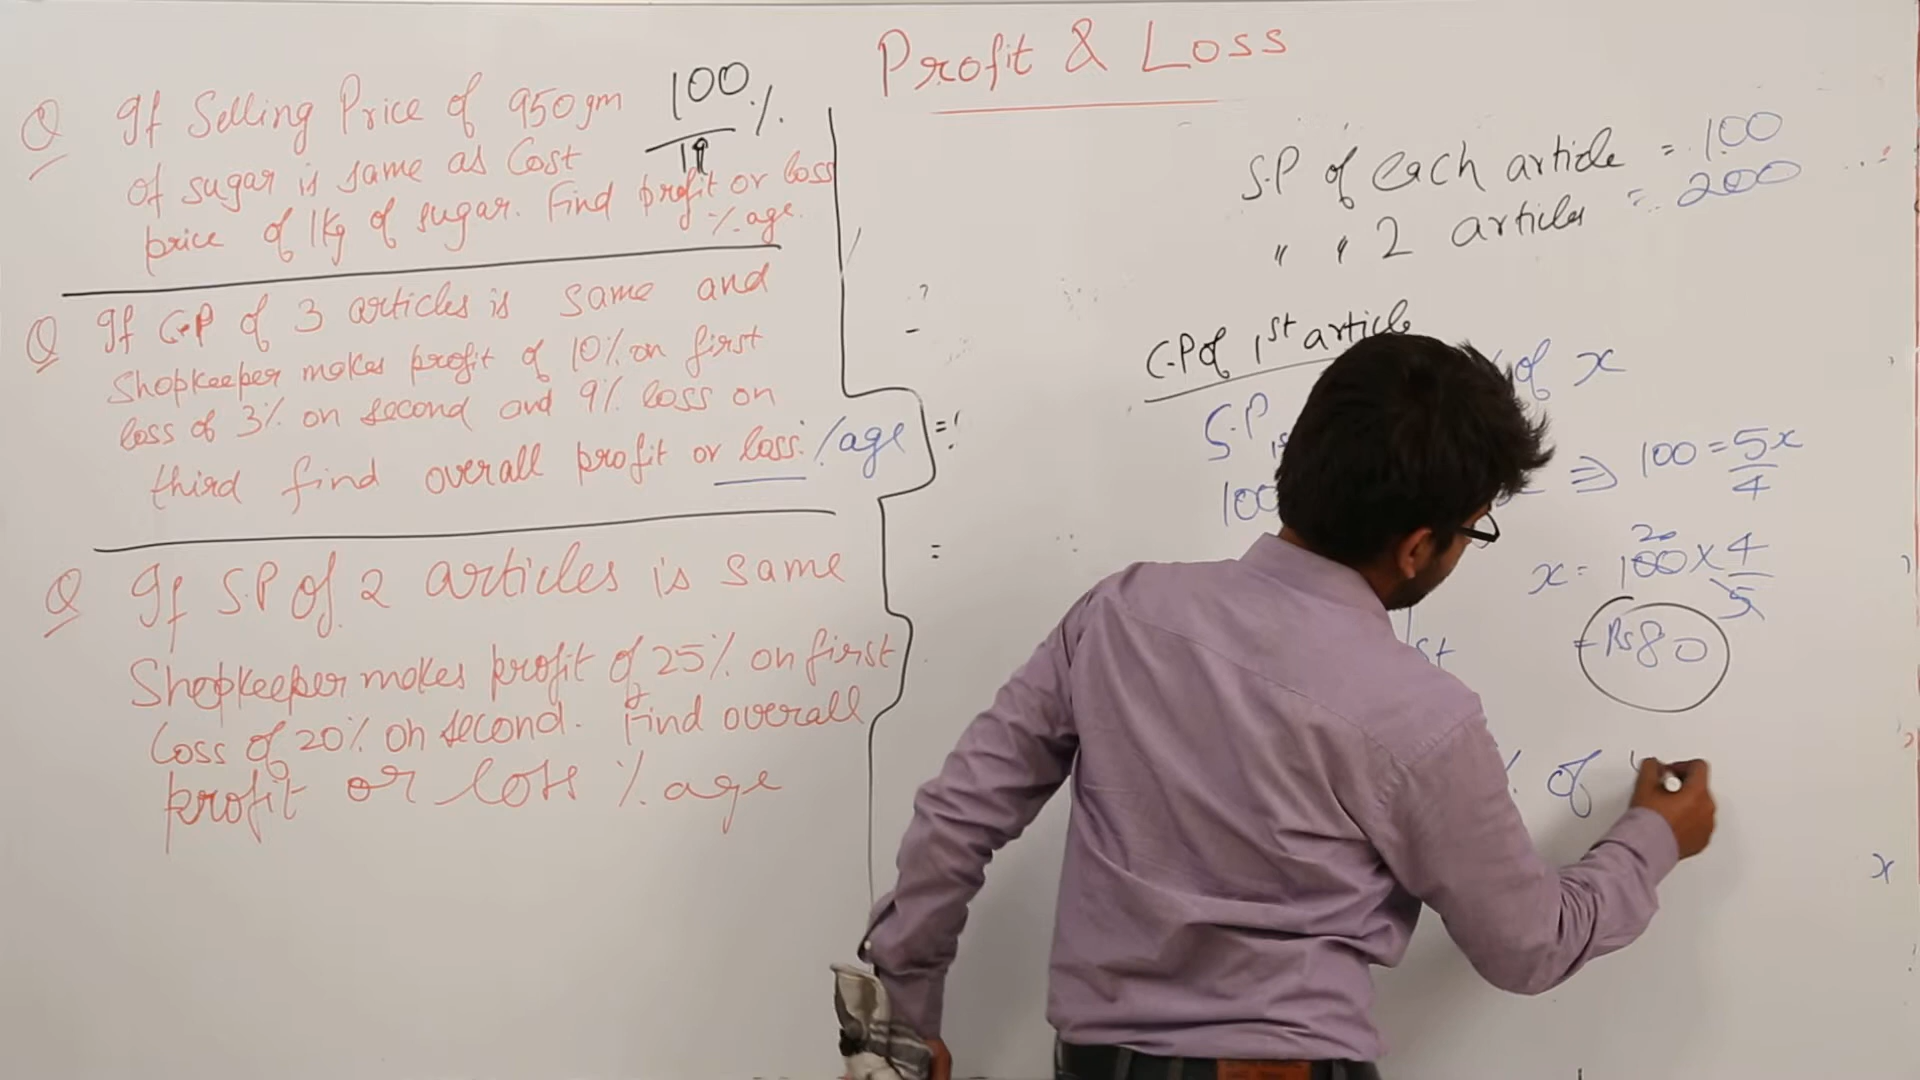 Profit & Loss
Q If Selling Price of 950gm
of sugar is same as Cost
price of 1Kg of sugar. Find profit or loss
%age.
100/19 %
Q If C.P of 3 articles is same and
Shopkeeper makes profit of 10% on first
loss of 3% on second and 9% loss on
third find overall profit or loss. %age
Q If S.P of 2 articles is same
Shopkeeper makes profit of 25% on first
Loss of 20% on second. Find overall
profit or loss %age
S.P of each article = 100
" " 2 articles = 200
C.P of 1st article
S.P
of x
100
⇒ 100 = 5x/4
x = 100 x 4/5
20
= Rs 80
st
% of
x